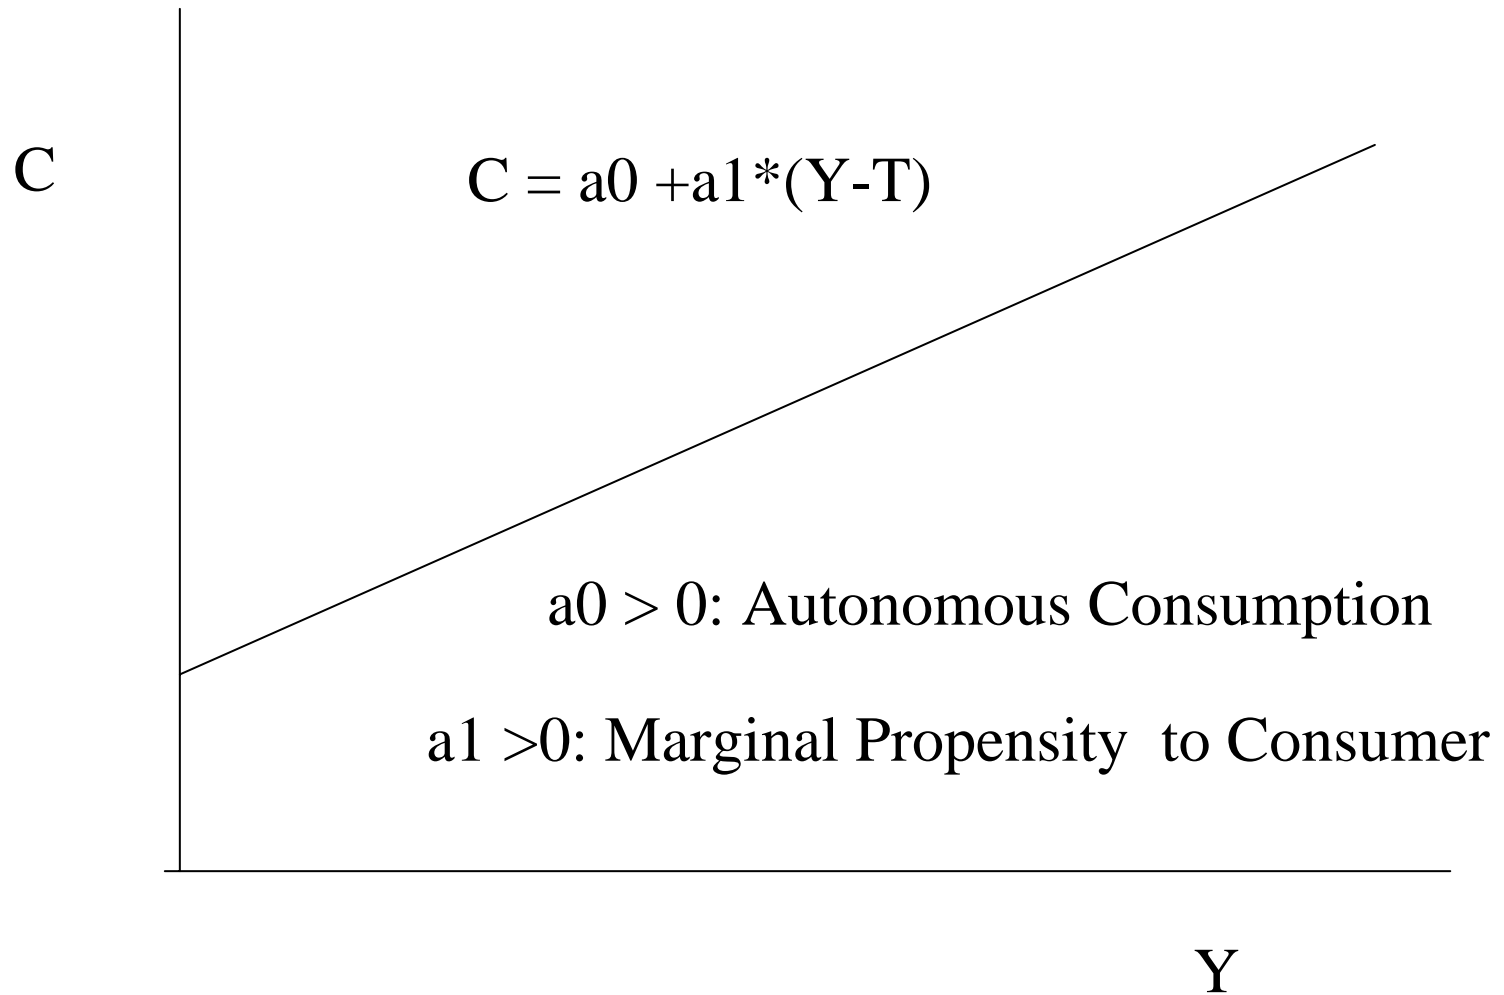 C
C = a0 +a1*(Y-T)
a0 > 0: Autonomous Consumption
a1 >0: Marginal Propensity  to Consumer
Y